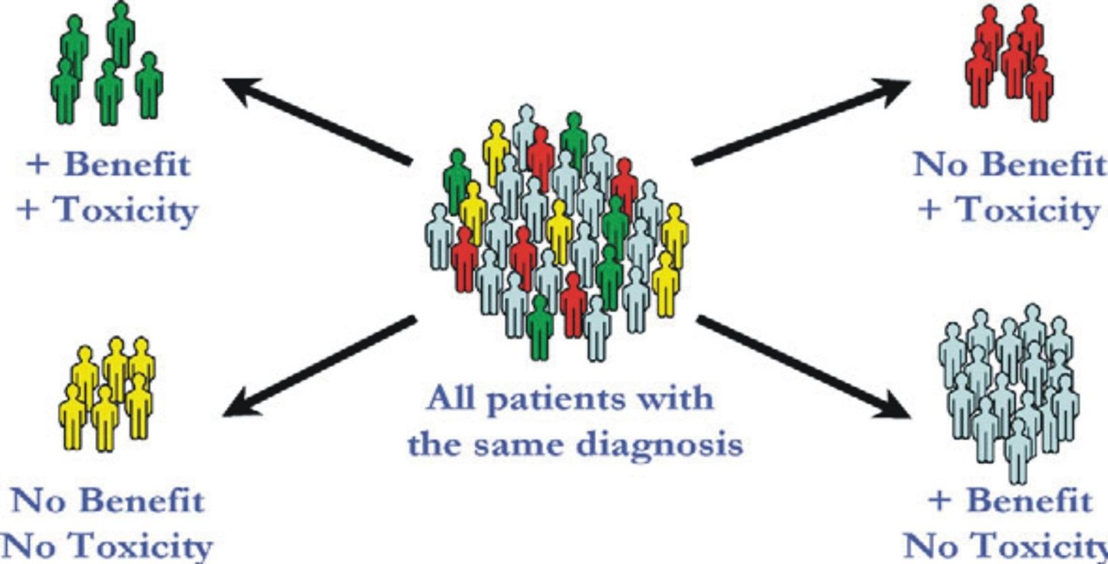 + Benefit
+ Toxicity
No Benefit
+ Toxicity
All patients with
the same diagnosis
No Benefit
No Toxicity
+ Benefit
No Toxicity